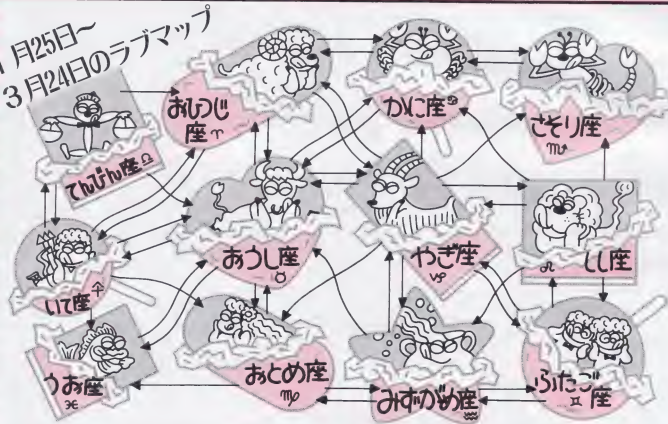 1月25日～
3月24日のラブマップ
おひつじ
座♈
かに座♋
さそり座
♏
てんびん座♎
おうし座
♉
やぎ座
♑
♌しし座
いて座♐
うお座
♓
おとめ座
♍
みずがめ座
♒
ふたご
♊座